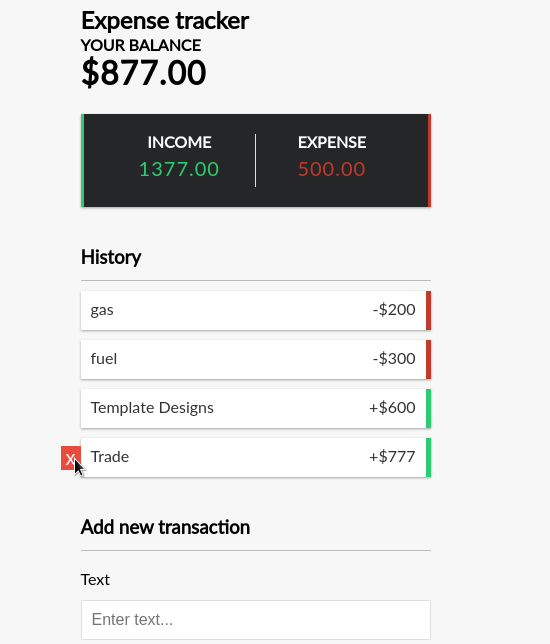 Expense tracker
YOUR BALANCE
$877.00
INCOME EXPENSE
1377.00 500.00
History
gas -$200
fuel -$300
Template Designs +$600
X Trade +$777
Add new transaction
Text
Enter text...